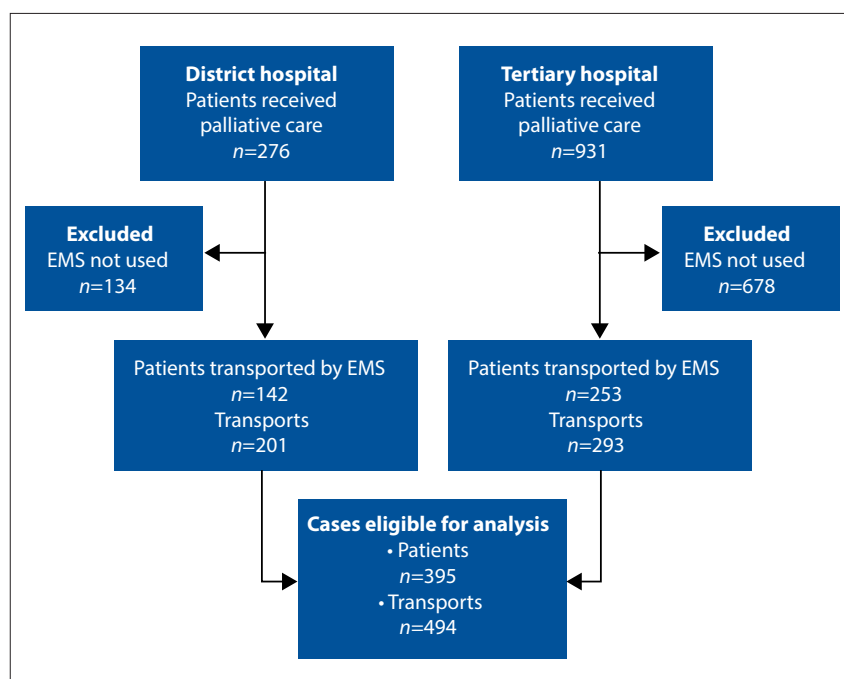 District hospital
Patients received
palliative care
n=276
Tertiary hospital
Patients received
palliative care
n=931
Excluded
EMS not used
n=134
Excluded
EMS not used
n=678
Patients transported by EMS
n=142
Transports
n=201
Patients transported by EMS
n=253
Transports
n=293
Cases eligible for analysis
• Patients
n=395
• Transports
n=494